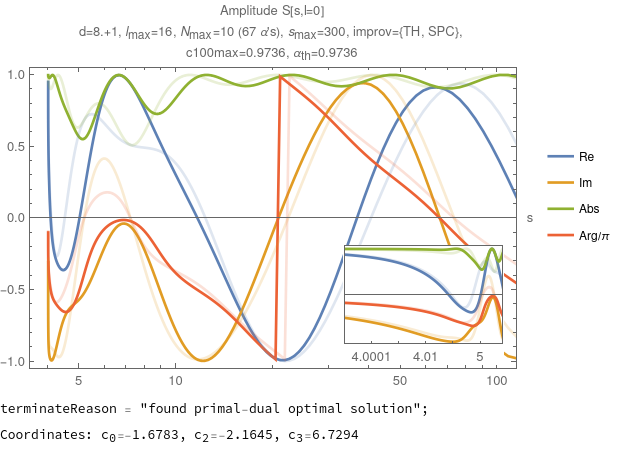 Amplitude S[s,l=0]
d=8.+1, lmax=16, Nmax=10 (67 α's), smax=300, improv={TH, SPC},
c100max=0.9736, αth=0.9736
1.0
0.5
0.0
−0.5
−1.0
5
10
50
100
s
Re
Im
Abs
Arg/π
4.0001
4.01
5
terminateReason = "found primal-dual optimal solution";
Coordinates: c0=-1.6783, c2=-2.1645, c3=6.7294